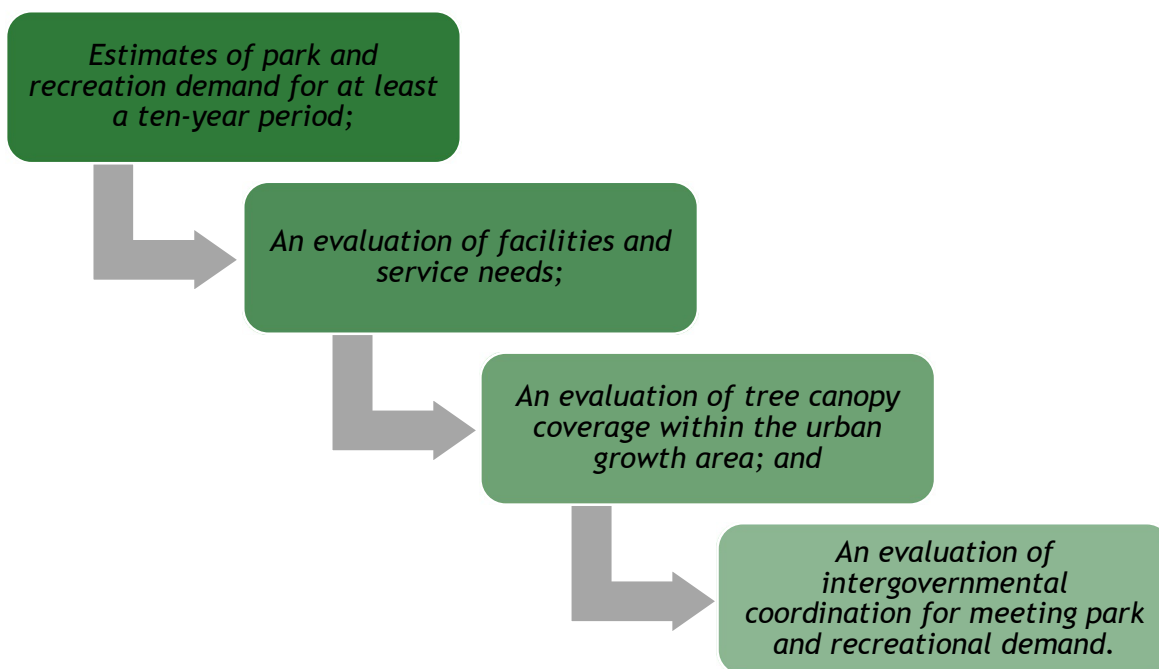 Estimates of park and
recreation demand for at least
a ten-year period;
An evaluation of facilities and
service needs;
An evaluation of tree canopy
coverage within the urban
growth area; and
An evaluation of
intergovernmental
coordination for meeting park
and recreational demand.